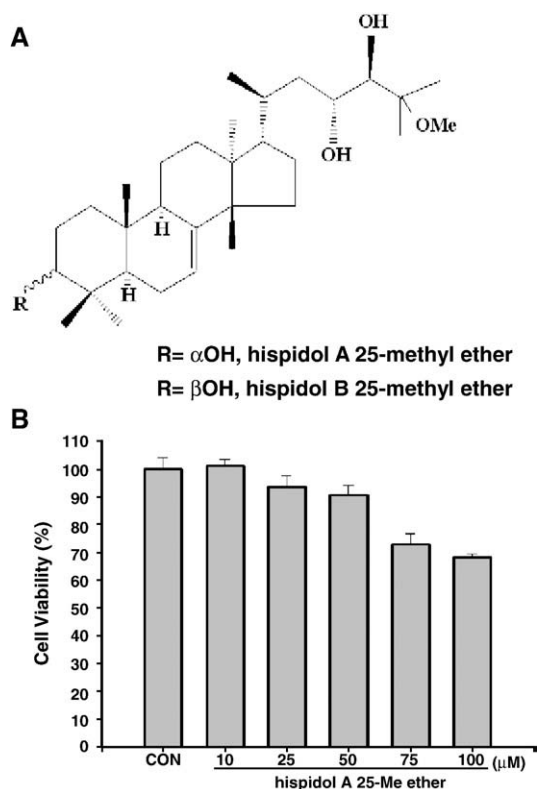 A
OH
OH
OMe
H
H
R
R= αOH, hispidol A 25-methyl ether
R= βOH, hispidol B 25-methyl ether
B
Cell Viability (%)
110
100
90
80
70
60
50
40
30
20
10
0
CON 10 25 50 75 100 (μM)
hispidol A 25-Me ether